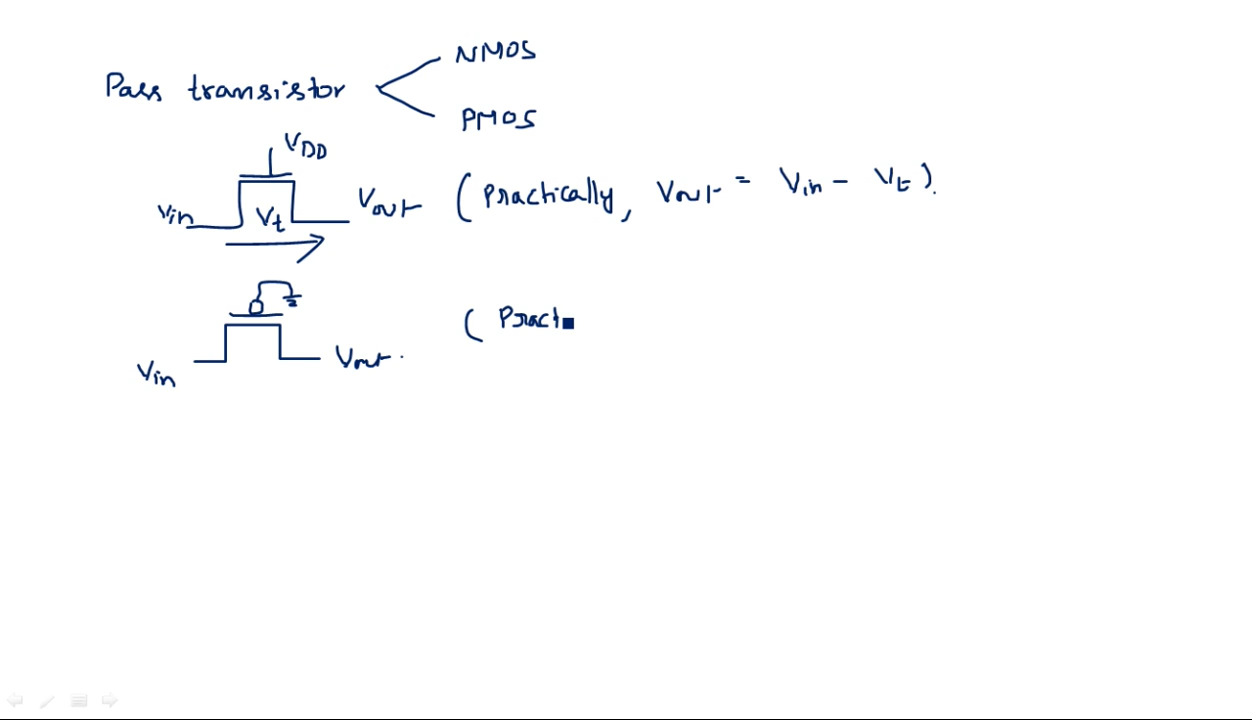 NMOS
Pass transistor
PMOS
VDD
Vin Vt Vout (Practically, Vout = Vin - Vt).
(Pract
Vin Vout.